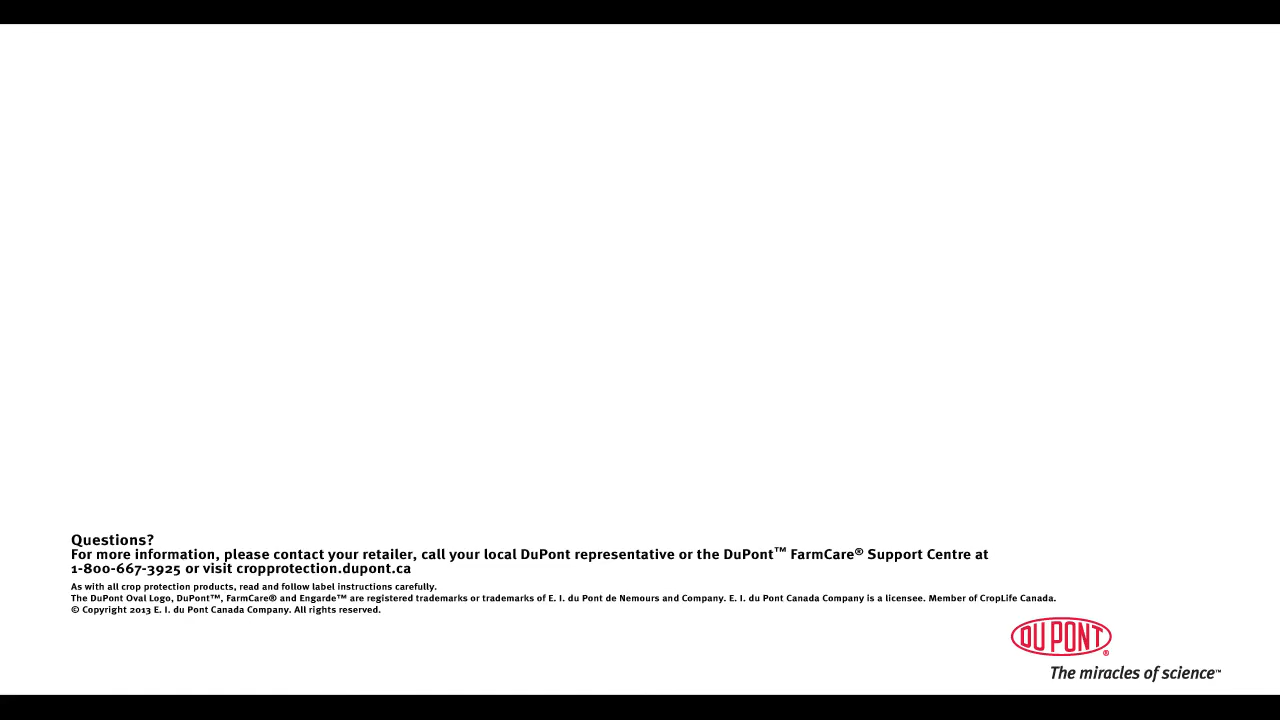 Questions?
For more information, please contact your retailer, call your local DuPont representative or the DuPont™ FarmCare® Support Centre at
1-800-667-3925 or visit cropprotection.dupont.ca
As with all crop protection products, read and follow label instructions carefully.
The DuPont Oval Logo, DuPont™, FarmCare® and Engarde™ are registered trademarks or trademarks of E. I. du Pont de Nemours and Company. E. I. du Pont Canada Company is a licensee. Member of CropLife Canada.
© Copyright 2013 E. I. du Pont Canada Company. All rights reserved.
DU PONT®
The miracles of science™